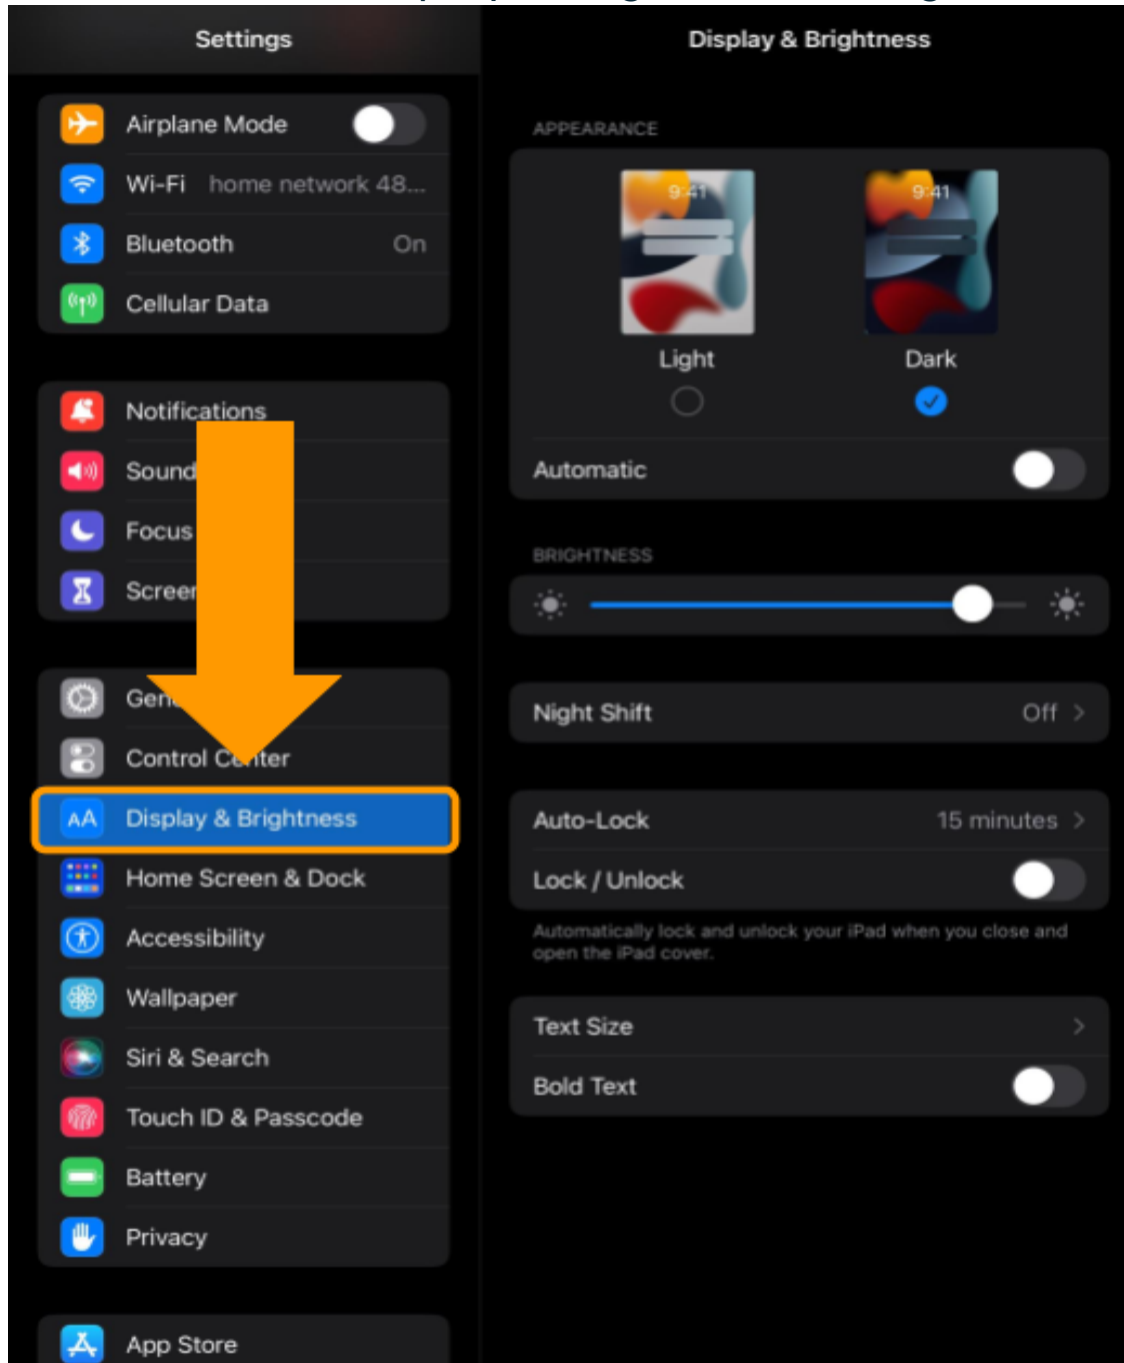 Settings
Airplane Mode
Wi-Fi home network 48...
Bluetooth On
Cellular Data
Notifications
Sound
Focus
Screen
Gene
Control Center
AA Display & Brightness
Home Screen & Dock
Accessibility
Wallpaper
Siri & Search
Touch ID & Passcode
Battery
Privacy
App Store
Display & Brightness
APPEARANCE
9:41 9:41
Light Dark
Automatic
BRIGHTNESS
Night Shift Off >
Auto-Lock 15 minutes >
Lock / Unlock
Automatically lock and unlock your iPad when you close and
open the iPad cover.
Text Size >
Bold Text